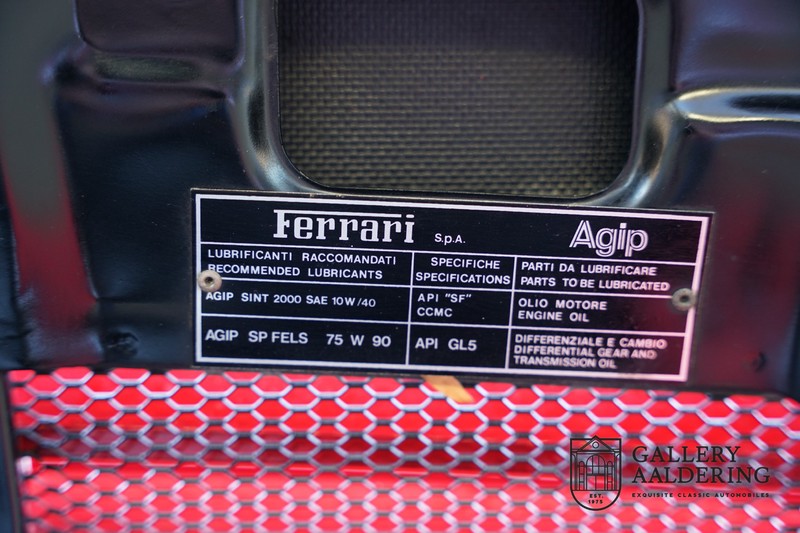 Ferrari S.p.A. Agip
LUBRIFICANTI RACCOMANDATI
RECOMMENDED LUBRICANTS
SPECIFICHE
SPECIFICATIONS
PARTI DA LUBRIFICARE
PARTS TO BE LUBRICATED
AGIP SINT 2000 SAE 10W/40
API "SF"
CCMC
OLIO MOTORE
ENGINE OIL
AGIP SP FELS 75 W 90
API GL5
DIFFERENZIALE E CAMBIO
DIFFERENTIAL GEAR AND
TRANSMISSION OIL
GALLERY
AALDERING
EXQUISITE CLASSIC AUTOMOBILES
EST.
1975